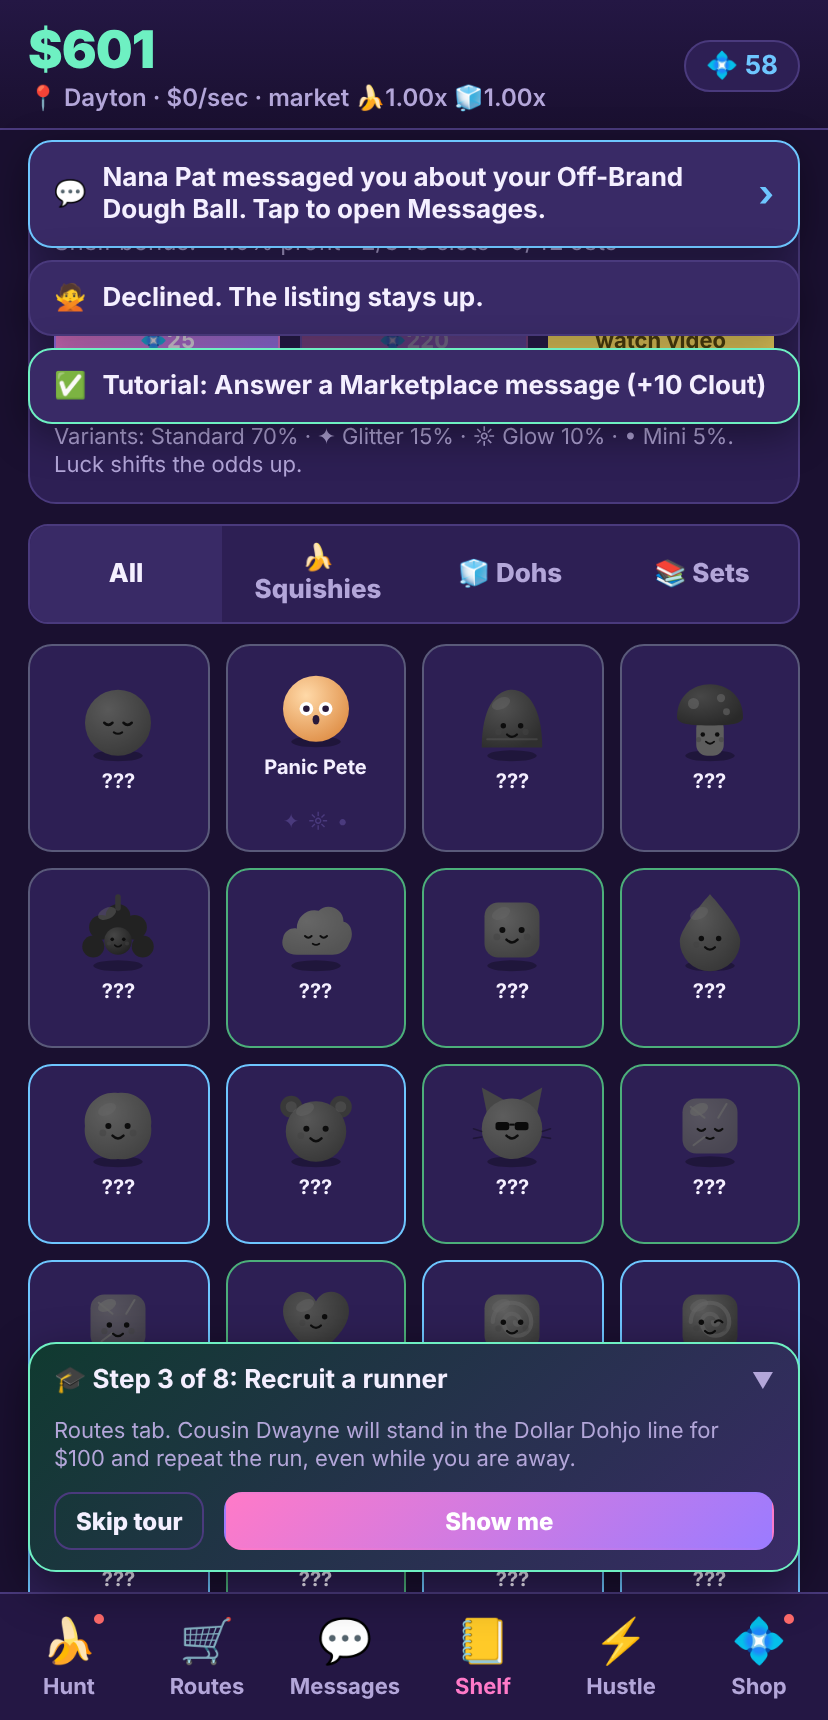 $601
Dayton · $0/sec · market 1.00x 1.00x
58
Nana Pat messaged you about your Off-Brand
Dough Ball. Tap to open Messages.
Declined. The listing stays up.
25
220
watch video
Tutorial: Answer a Marketplace message (+10 Clout)
Variants: Standard 70% · ✦ Glitter 15% · ☼ Glow 10% · • Mini 5%.
Luck shifts the odds up.
All
Squishies
Dohs
Sets
???
Panic Pete
???
???
???
???
???
???
???
???
???
???
Step 3 of 8: Recruit a runner
Routes tab. Cousin Dwayne will stand in the Dollar Dohjo line for
$100 and repeat the run, even while you are away.
Skip tour
Show me
???
???
???
???
Hunt
Routes
Messages
Shelf
Hustle
Shop